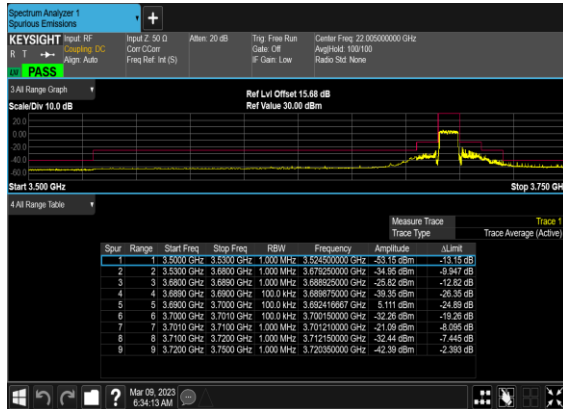 Spectrum Analyzer 1
Spurious Emissions
+
KEYSIGHT Input: RF Input Z: 50 Ω Atten: 20 dB Trig: Free Run Center Freq: 22.005000000 GHz
R T Coupling: DC Corr CCorr Gate: Off Avg|Hold: 100/100
Align: Auto Freq Ref: Int (S) IF Gain: Low Radio Std: None
PASS
3 All Range Graph Ref Lvl Offset 15.68 dB
Scale/Div 10.0 dB Ref Value 30.00 dBm
20.0
0.00
-20.0
-40.0
-60.0
Start 3.500 GHz Stop 3.750 GH
4 All Range Table
Measure Trace Trace 1
Trace Type Trace Average (Active)
Spur Range Start Freq Stop Freq RBW Frequency Amplitude ΔLimit
1 1 3.5000 GHz 3.5300 GHz 1.000 MHz 3.524500000 GHz -53.15 dBm -13.15 dB
2 2 3.5300 GHz 3.6800 GHz 1.000 MHz 3.679250000 GHz -34.95 dBm -9.947 dB
3 3 3.6800 GHz 3.6890 GHz 1.000 MHz 3.688925000 GHz -25.82 dBm -12.82 dB
4 4 3.6890 GHz 3.6900 GHz 100.0 kHz 3.689875000 GHz -39.35 dBm -26.35 dB
5 5 3.6900 GHz 3.7000 GHz 100.0 kHz 3.692416667 GHz 5.111 dBm -24.89 dB
6 6 3.7000 GHz 3.7010 GHz 100.0 kHz 3.700150000 GHz -32.26 dBm -19.26 dB
7 7 3.7010 GHz 3.7100 GHz 1.000 MHz 3.701210000 GHz -21.09 dBm -8.095 dB
8 8 3.7100 GHz 3.7200 GHz 1.000 MHz 3.712150000 GHz -32.44 dBm -7.445 dB
9 9 3.7200 GHz 3.7500 GHz 1.000 MHz 3.720350000 GHz -42.39 dBm -2.393 dB
? Mar 09, 2023
6:34:13 AM